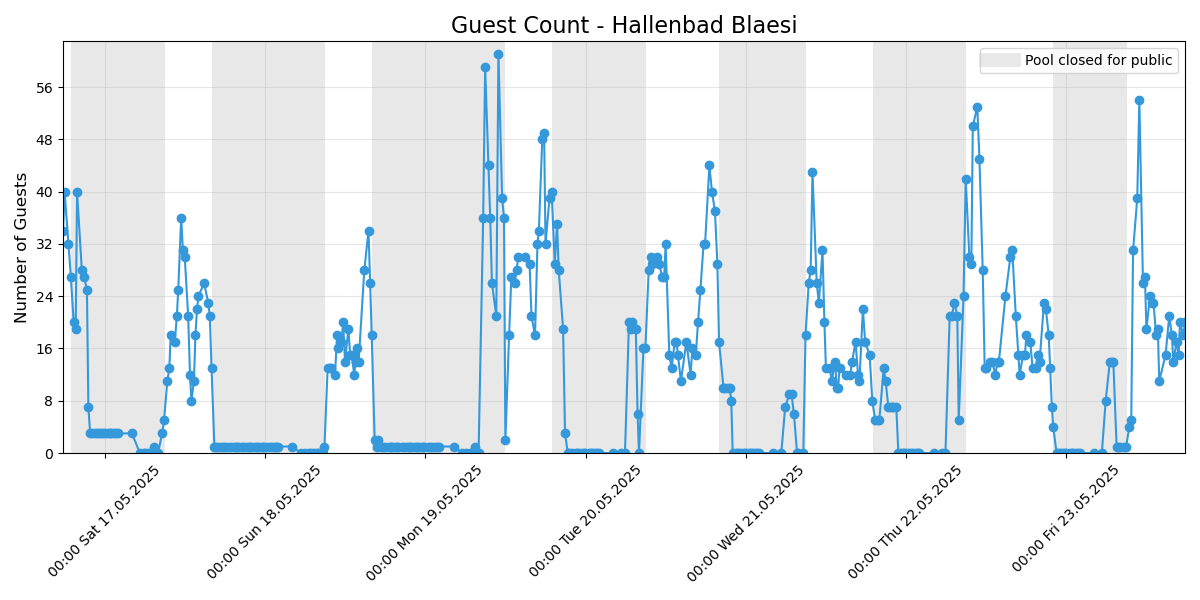 Guest Count - Hallenbad Blaesi
Pool closed for public
Number of Guests
56
48
40
32
24
16
8
0
00:00 Sat 17.05.2025
00:00 Sun 18.05.2025
00:00 Mon 19.05.2025
00:00 Tue 20.05.2025
00:00 Wed 21.05.2025
00:00 Thu 22.05.2025
00:00 Fri 23.05.2025